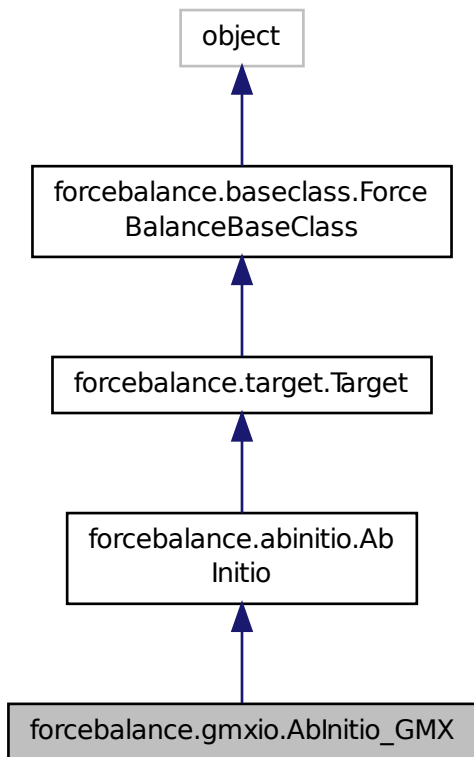 object
forcebalance.baseclass.Force
BalanceBaseClass
forcebalance.target.Target
forcebalance.abinitio.Ab
Initio
forcebalance.gmxio.AbInitio_GMX